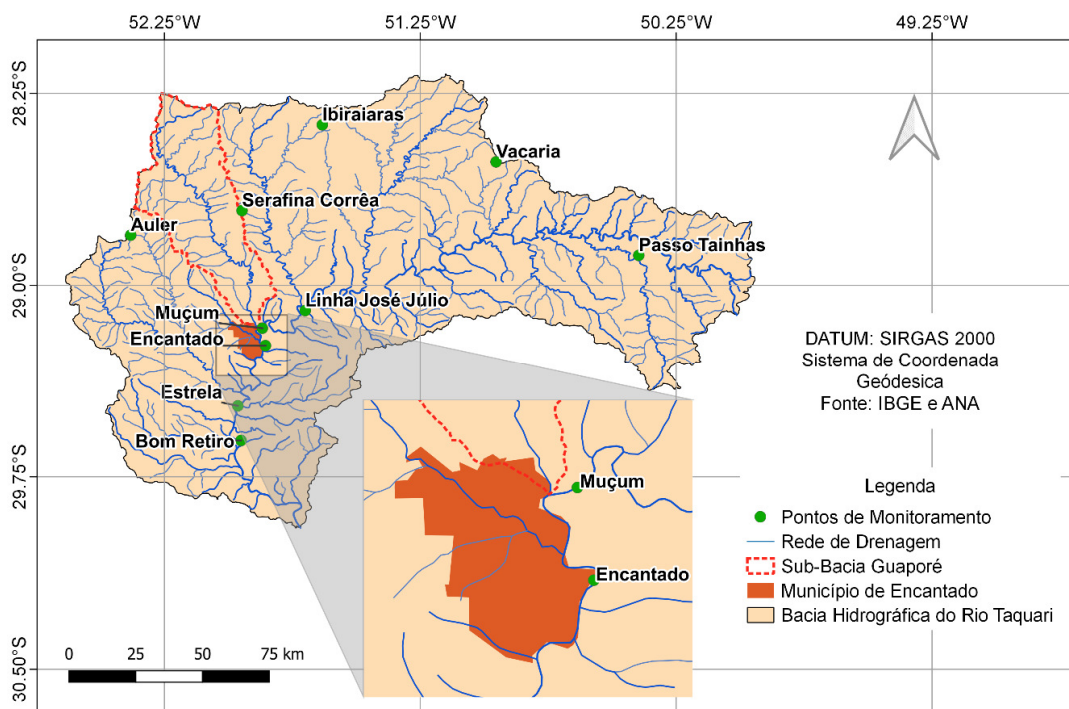 52.25°W
51.25°W
50.25°W
49.25°W
28.25°S
29.00°S
29.75°S
30.50°S
Ibiraiaras
Vacaria
Serafina Corrêa
Auler
Passo Tainhas
Linha José Júlio
Muçum
Encantado
Estrela
Bom Retiro
DATUM: SIRGAS 2000
Sistema de Coordenada
Geódesica
Fonte: IBGE e ANA
Muçum
Encantado
Legenda
Pontos de Monitoramento
Rede de Drenagem
Sub-Bacia Guaporé
Município de Encantado
Bacia Hidrográfica do Rio Taquari
0 25 50 75 km